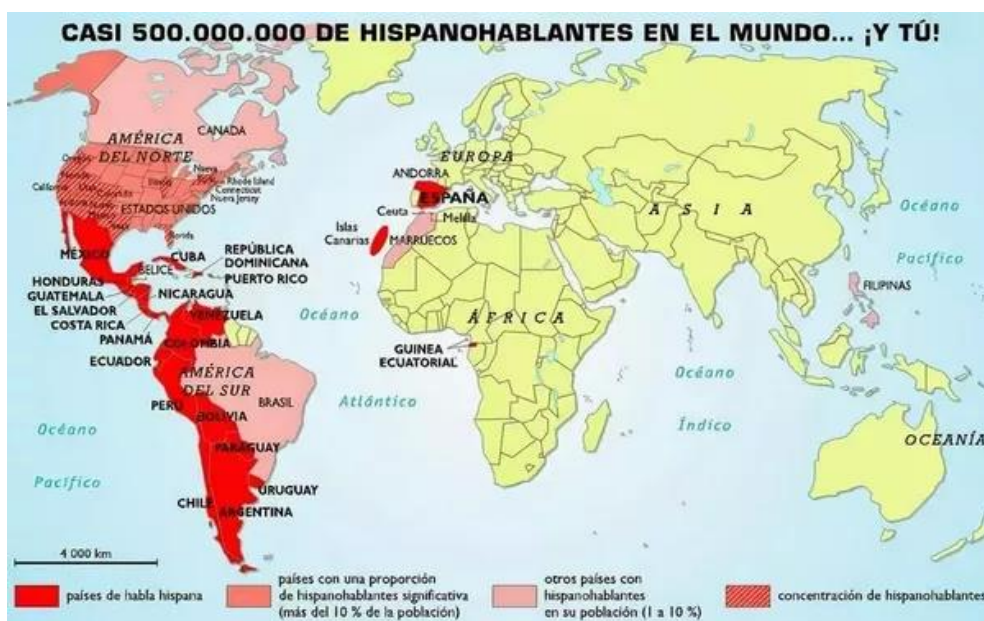 CASI 500.000.000 DE HISPANOHABLANTES EN EL MUNDO... ¡Y TÚ!
CANADA
AMÉRICA
DEL NORTE
Nueva
Rhode Island
Connecticut
Nueva Jersey
California
Utah
Colorado
Illinois
ESTADOS UNIDOS
Florida
MÉXICO
CUBA
REPÚBLICA
DOMINICANA
PUERTO RICO
BELICE
HONDURAS
GUATEMALA
EL SALVADOR
COSTA RICA
PANAMÁ
NICARAGUA
VENEZUELA
COLOMBIA
ECUADOR
AMÉRICA
DEL SUR
BRASIL
PERÚ
BOLIVIA
PARAGUAY
URUGUAY
CHILE
ARGENTINA
EUROPA
ANDORRA
ESPAÑA
Ceuta
Melilla
Islas
Canarias
MARRUECOS
ÁFRICA
GUINEA
ECUATORIAL
ASIA
FILIPINAS
OCEANÍA
Océano
Atlántico
Océano
Índico
Océano
Pacífico
Océano
Pacífico
4 000 km
países de habla hispana
países con una proporción
de hispanohablantes significativa
(más del 10 % de la población)
otros países con
hispanohablantes
en su población (1 a 10 %)
concentración de hispanohablantes